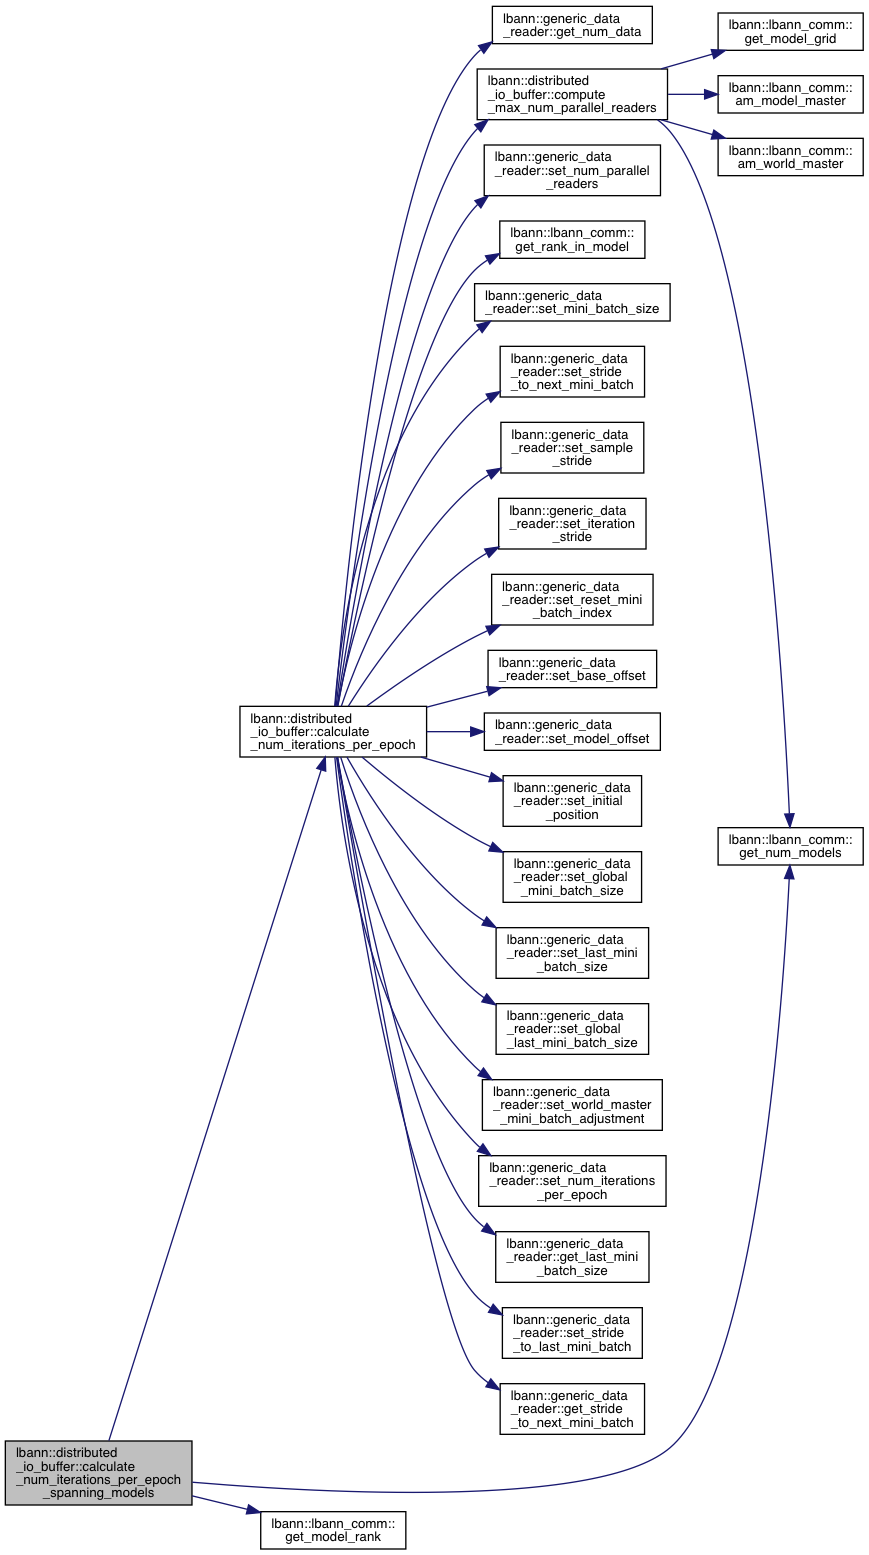 lbann::generic_data
_reader::get_num_data
lbann::distributed
_io_buffer::compute
_max_num_parallel_readers
lbann::lbann_comm::
get_model_grid
lbann::lbann_comm::
am_model_master
lbann::lbann_comm::
am_world_master
lbann::generic_data
_reader::set_num_parallel
_readers
lbann::lbann_comm::
get_rank_in_model
lbann::generic_data
_reader::set_mini_batch_size
lbann::generic_data
_reader::set_stride
_to_next_mini_batch
lbann::generic_data
_reader::set_sample
_stride
lbann::generic_data
_reader::set_iteration
_stride
lbann::generic_data
_reader::set_reset_mini
_batch_index
lbann::generic_data
_reader::set_base_offset
lbann::distributed
_io_buffer::calculate
_num_iterations_per_epoch
lbann::generic_data
_reader::set_model_offset
lbann::generic_data
_reader::set_initial
_position
lbann::lbann_comm::
get_num_models
lbann::generic_data
_reader::set_global
_mini_batch_size
lbann::generic_data
_reader::set_last_mini
_batch_size
lbann::generic_data
_reader::set_global
_last_mini_batch_size
lbann::generic_data
_reader::set_world_master
_mini_batch_adjustment
lbann::generic_data
_reader::set_num_iterations
_per_epoch
lbann::generic_data
_reader::get_last_mini
_batch_size
lbann::generic_data
_reader::set_stride
_to_last_mini_batch
lbann::generic_data
_reader::get_stride
_to_next_mini_batch
lbann::distributed
_io_buffer::calculate
_num_iterations_per_epoch
_spanning_models
lbann::lbann_comm::
get_model_rank